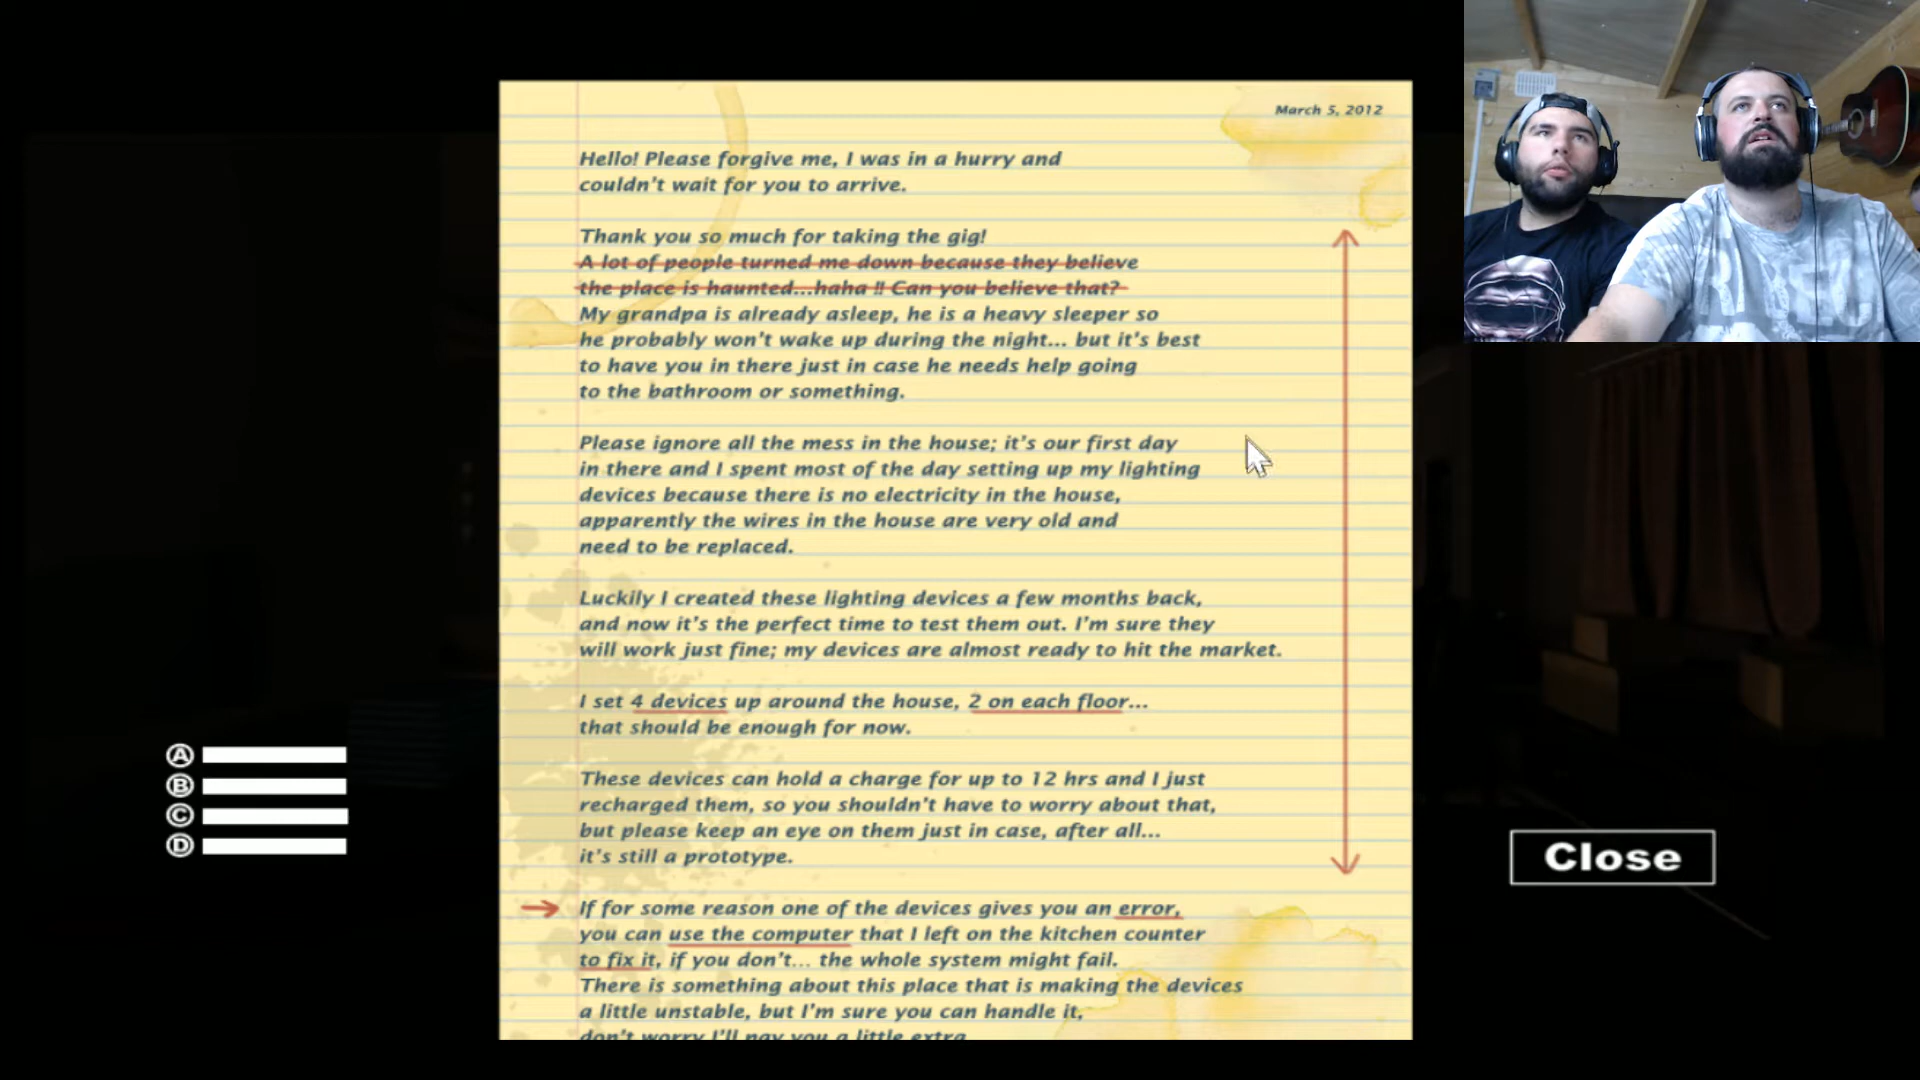 March 5, 2012
Hello! Please forgive me, I was in a hurry and
couldn't wait for you to arrive.
Thank you so much for taking the gig!
A lot of people turned me down because they believe
the place is haunted...haha !! Can you believe that?
My grandpa is already asleep, he is a heavy sleeper so
he probably won't wake up during the night... but it's best
to have you in there just in case he needs help going
to the bathroom or something.
Please ignore all the mess in the house; it's our first day
in there and I spent most of the day setting up my lighting
devices because there is no electricity in the house,
apparently the wires in the house are very old and
need to be replaced.
Luckily I created these lighting devices a few months back,
and now it's the perfect time to test them out. I'm sure they
will work just fine; my devices are almost ready to hit the market.
I set 4 devices up around the house, 2 on each floor...
that should be enough for now.
These devices can hold a charge for up to 12 hrs and I just
recharged them, so you shouldn't have to worry about that,
but please keep an eye on them just in case, after all...
it's still a prototype.
If for some reason one of the devices gives you an error,
you can use the computer that I left on the kitchen counter
to fix it, if you don't... the whole system might fail.
There is something about this place that is making the devices
a little unstable, but I'm sure you can handle it,
don't worry I'll pay you a little extra
A
B
C
D
Close